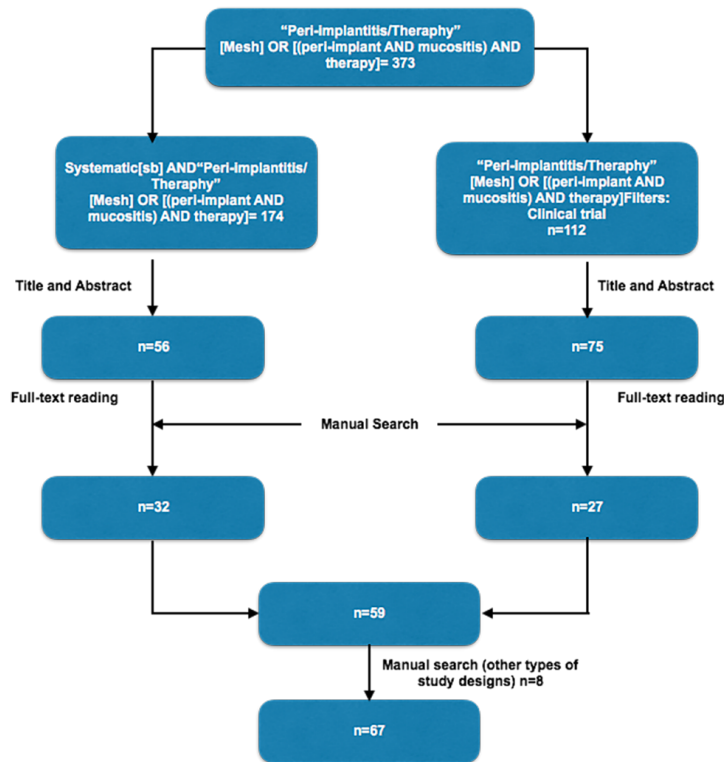 “Peri-Implantitis/Theraphy”
[Mesh] OR [(peri-implant AND mucositis) AND
therapy]= 373
Systematic[sb] AND“Peri-Implantitis/
Theraphy”
[Mesh] OR [(peri-implant AND
mucositis) AND therapy]= 174
“Peri-Implantitis/Theraphy”
[Mesh] OR [(peri-implant AND
mucositis) AND therapy]Filters:
Clinical trial
n=112
Title and Abstract
Title and Abstract
n=56
n=75
Full-text reading
Full-text reading
Manual Search
n=32
n=27
n=59
Manual search (other types of
study designs) n=8
n=67